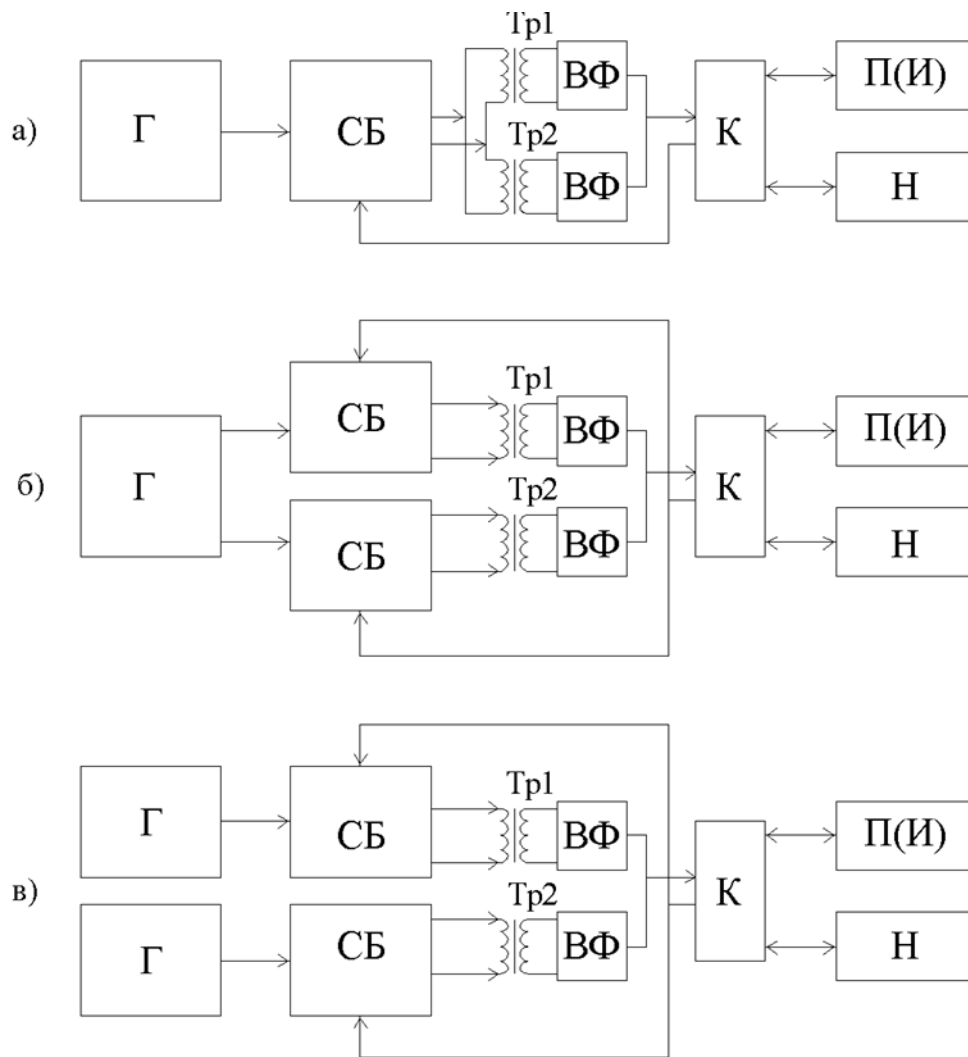 а)
Г
СБ
Тр1
ВФ
Тр2
ВФ
К
П(И)
Н
б)
Г
СБ
СБ
Тр1
ВФ
Тр2
ВФ
К
П(И)
Н
в)
Г
Г
СБ
СБ
Тр1
ВФ
Тр2
ВФ
К
П(И)
Н